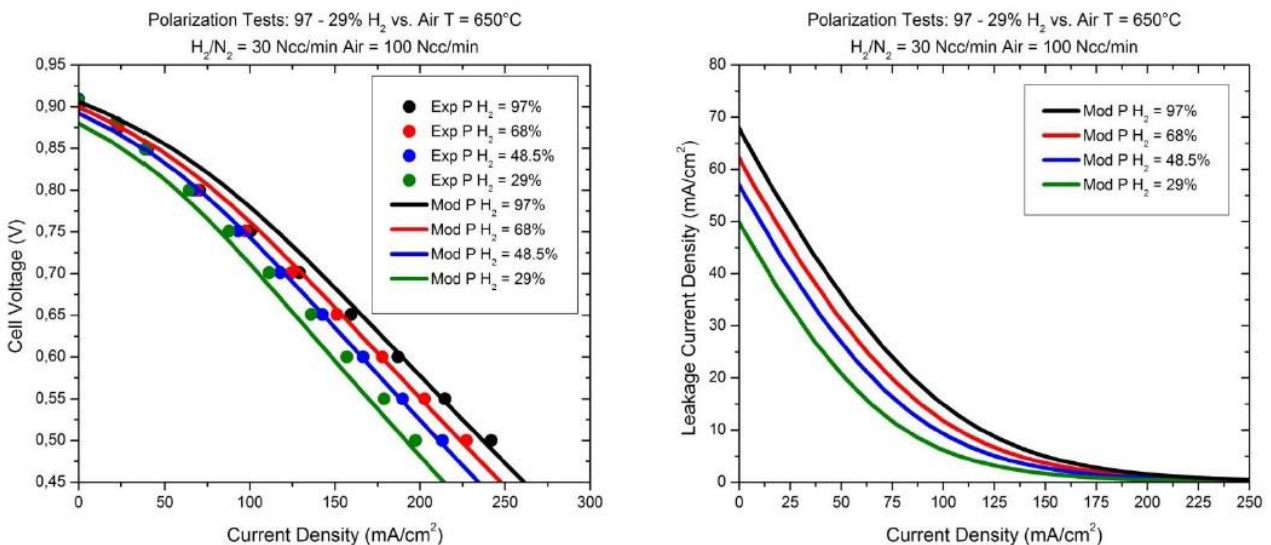 Polarization Tests: 97 - 29% H₂ vs. Air T = 650°C
H₂/N₂ = 30 Ncc/min Air = 100 Ncc/min
0,95
0,90
0,85
0,80
0,75
0,70
0,65
0,60
0,55
0,50
0,45
Cell Voltage (V)
Exp P H₂ = 97%
Exp P H₂ = 68%
Exp P H₂ = 48.5%
Exp P H₂ = 29%
Mod P H₂ = 97%
Mod P H₂ = 68%
Mod P H₂ = 48.5%
Mod P H₂ = 29%
0 50 100 150 200 250 300
Current Density (mA/cm²)
Polarization Tests: 97 - 29% H₂ vs. Air T = 650°C
H₂/N₂ = 30 Ncc/min Air = 100 Ncc/min
80
70
60
50
40
30
20
10
0
Leakage Current Density (mA/cm²)
Mod P H₂ = 97%
Mod P H₂ = 68%
Mod P H₂ = 48.5%
Mod P H₂ = 29%
0 25 50 75 100 125 150 175 200 225 250
Current Density (mA/cm²)